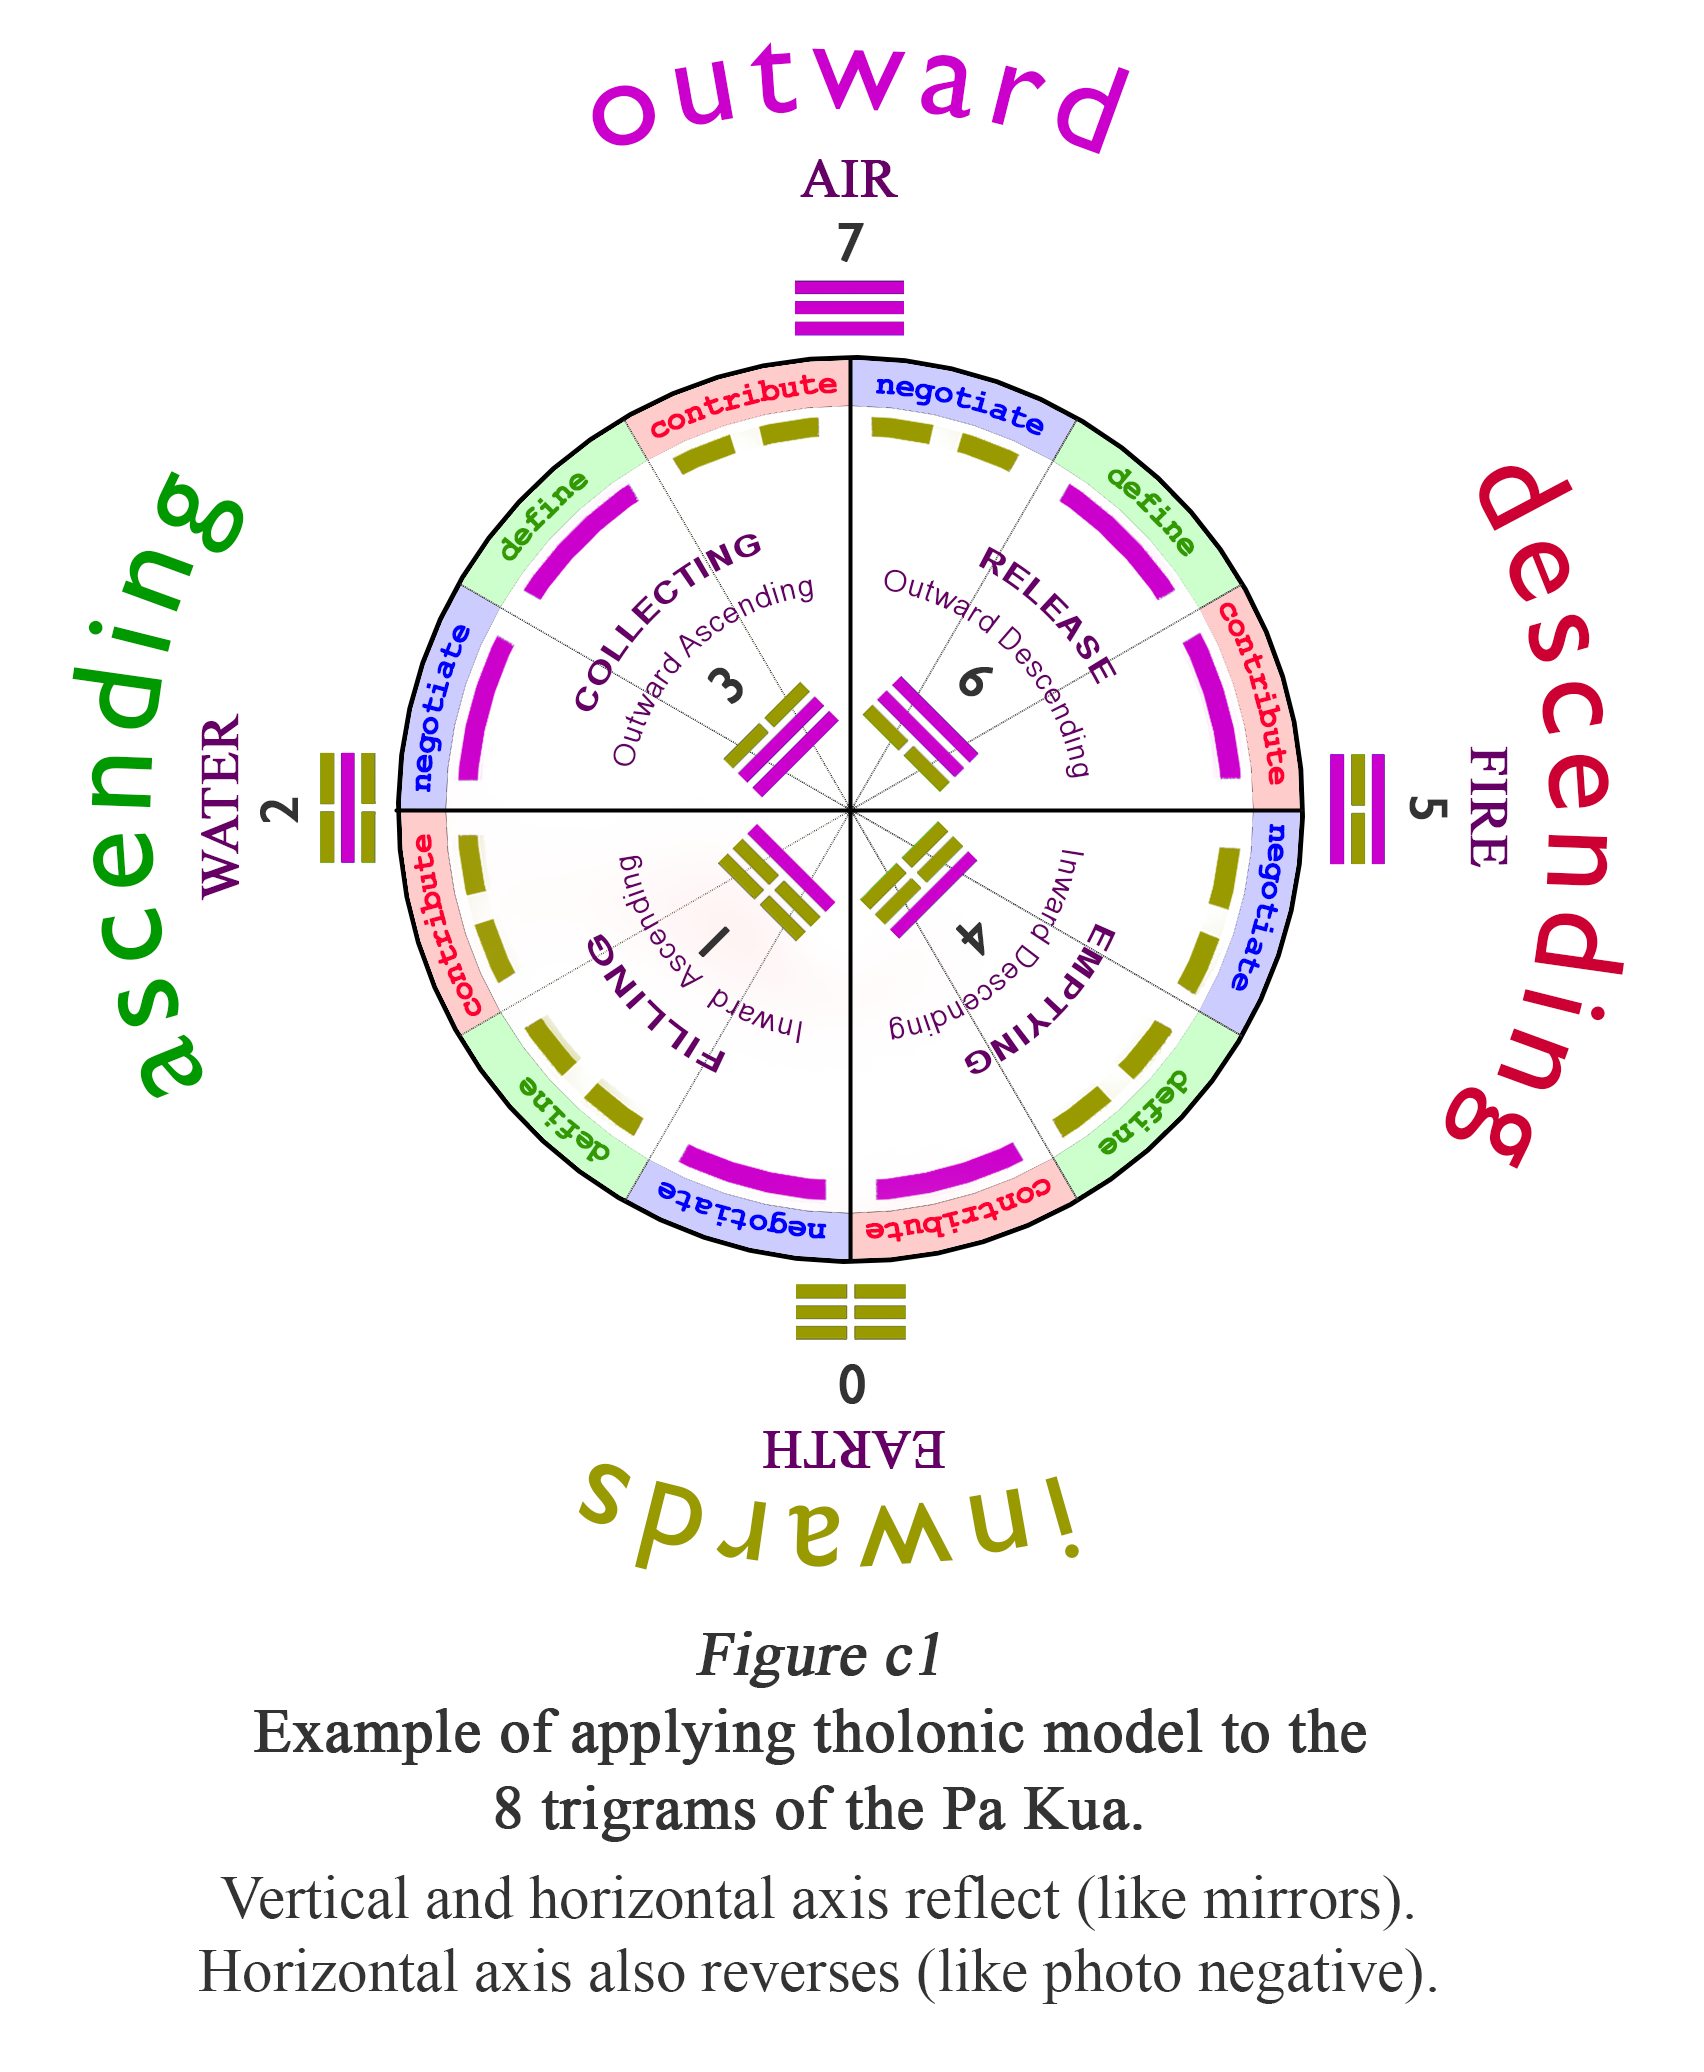 outward
AIR
7
contribute
negotiate
define
define
negotiate
contribute
COLLECTING
Outward Ascending
3
RELEASE
Outward Descending
6
ascending
WATER
2
descending
FIRE
5
contribute
negotiate
define
define
negotiate
contribute
FILLING
Inward Ascending
1
EMPTYING
Inward Descending
4
0
EARTH
inwards
Figure c1
Example of applying tholonic model to the
8 trigrams of the Pa Kua.
Vertical and horizontal axis reflect (like mirrors).
Horizontal axis also reverses (like photo negative).